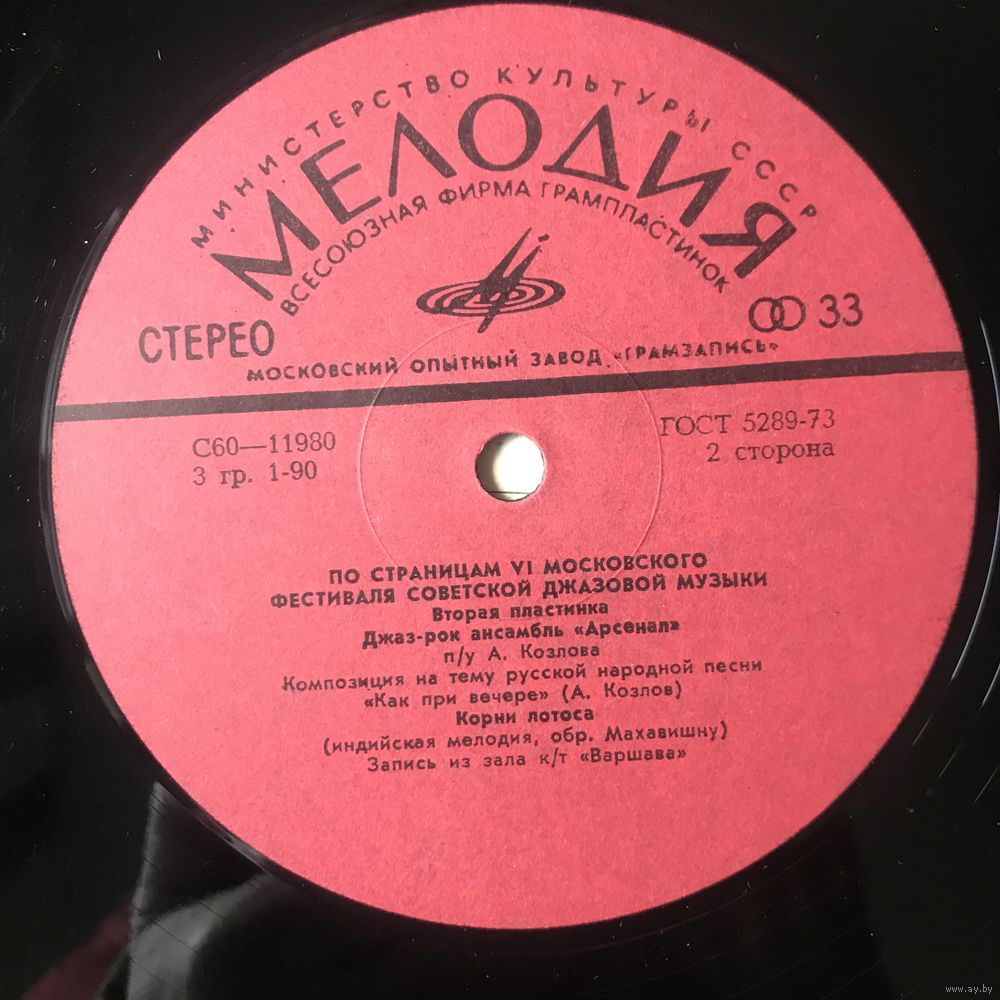 МИНИСТЕРСТВО КУЛЬТУРЫ СССР
МЕЛОДИЯ
ВСЕСОЮЗНАЯ ФИРМА ГРАМПЛАСТИНОК
СТЕРЕО
33
МОСКОВСКИЙ ОПЫТНЫЙ ЗАВОД «ГРАМЗАПИСЬ»
С60—11980
ГОСТ 5289-73
3 гр. 1-90
2 сторона
ПО СТРАНИЦАМ VI МОСКОВСКОГО
ФЕСТИВАЛЯ СОВЕТСКОЙ ДЖАЗОВОЙ МУЗЫКИ
Вторая пластинка
Джаз-рок ансамбль «Арсенал»
п/у А. Козлова
Композиция на тему русской народной песни
«Как при вечере» (А. Козлов)
Корни лотоса
(индийская мелодия, обр. Махавишну)
Запись из зала к/т «Варшава»
www.ay.by